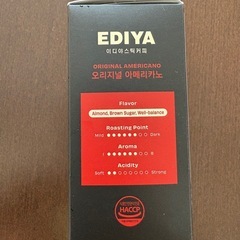 EDIYA
이디야스틱커피
ORIGINAL AMERICANO
오리지널 아메리카노
Flavor
Almond, Brown Sugar, Well-balance
Roasting Point
Mild Dark
Aroma
Acidity
Soft Strong
HACCP